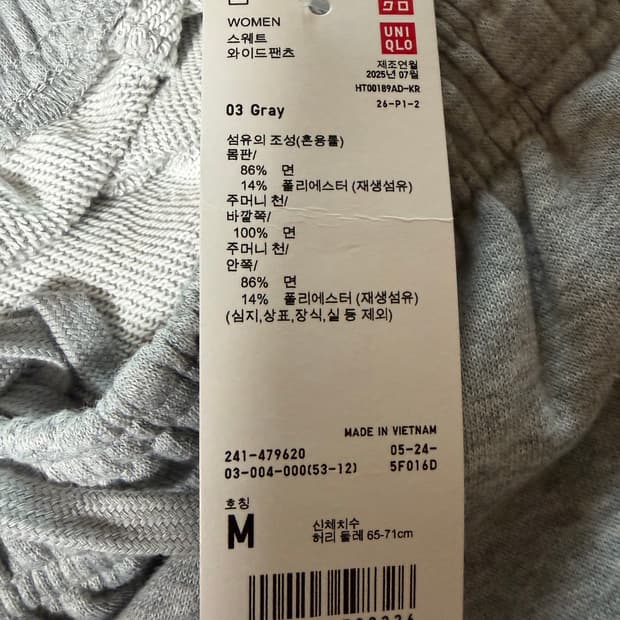 WOMEN
스웨트
와이드팬츠
クロ
UNI
QLO
제조연월
2025년 07월
HT00189AD-KR
26-P1-2
03 Gray
섬유의 조성(혼용률)
몸판/
86% 면
14% 폴리에스터 (재생섬유)
주머니 천/
바깥쪽/
100% 면
주머니 천/
안쪽/
86% 면
14% 폴리에스터 (재생섬유)
(심지,상표,장식,실 등 제외)
MADE IN VIETNAM
241-479620 05-24-
03-004-000(53-12) 5F016D
호칭
M
신체치수
허리 둘레 65-71cm